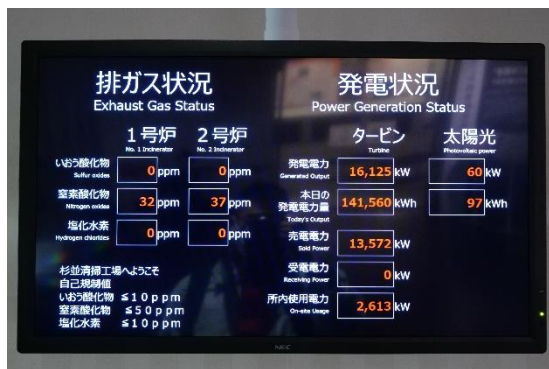 排ガス状況
Exhaust Gas Status
1号炉 2号炉
No. 1 Incinerator No. 2 Incinerator
いおう酸化物 0 ppm 0 ppm
Sulfur oxides
窒素酸化物 32 ppm 37 ppm
Nitrogen oxides
塩化水素 0 ppm 0 ppm
Hydrogen chlorides
杉並清掃工場へようこそ
自己規制値
いおう酸化物 ≦10ppm
窒素酸化物 ≦50ppm
塩化水素 ≦10ppm
発電状況
Power Generation Status
タービン 太陽光
Turbine Photovoltaic power
発電電力 16,125 kW 60 kW
Generated Output
本日の
発電電力量 141,560 kWh 97 kWh
Today's Output
売電電力 13,572 kW
Sold Power
受電電力 0 kW
Receiving Power
所内使用電力 2,613 kW
On-site Usage
NEC